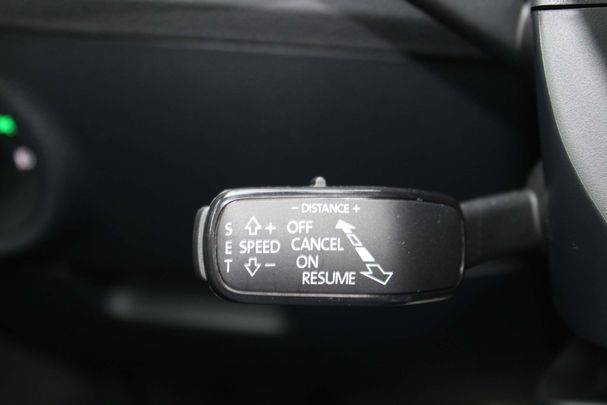 − DISTANCE +
S + OFF
E SPEED CANCEL
T − ON
RESUME